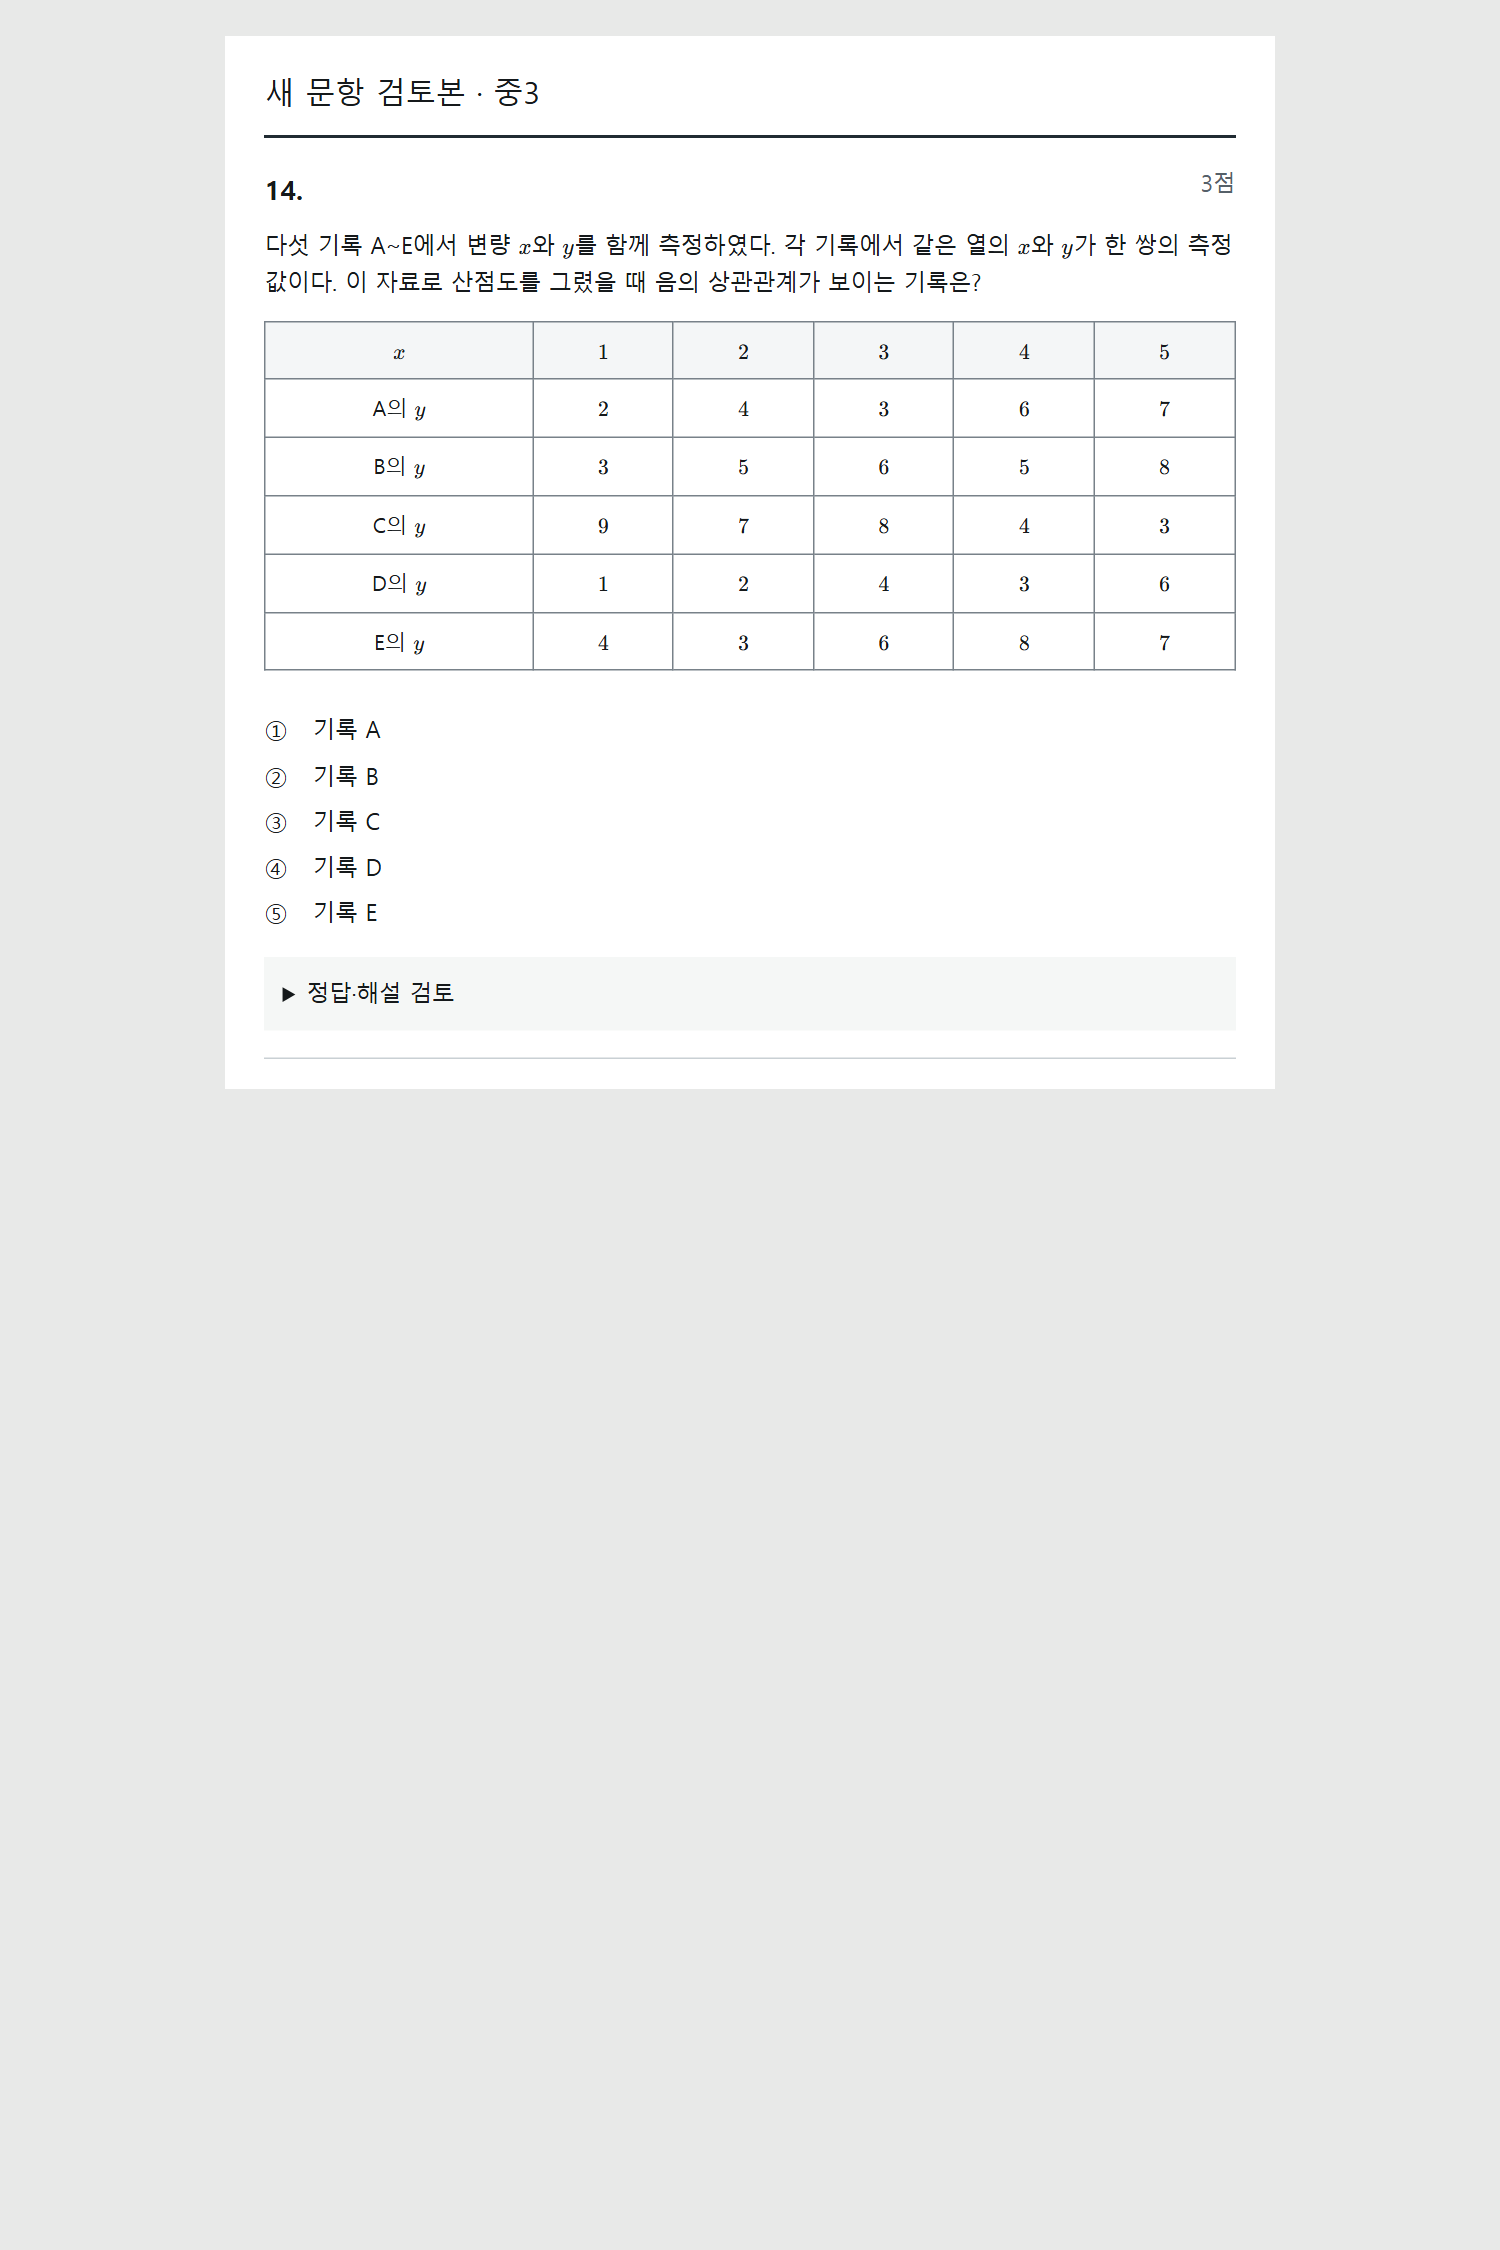 새 문항 검토본 · 중3
14.
3점
다섯 기록 A~E에서 변량 x와 y를 함께 측정하였다. 각 기록에서 같은 열의 x와 y가 한 쌍의 측정
값이다. 이 자료로 산점도를 그렸을 때 음의 상관관계가 보이는 기록은?
x 1 2 3 4 5
A의 y 2 4 3 6 7
B의 y 3 5 6 5 8
C의 y 9 7 8 4 3
D의 y 1 2 4 3 6
E의 y 4 3 6 8 7
① 기록 A
② 기록 B
③ 기록 C
④ 기록 D
⑤ 기록 E
▶ 정답·해설 검토